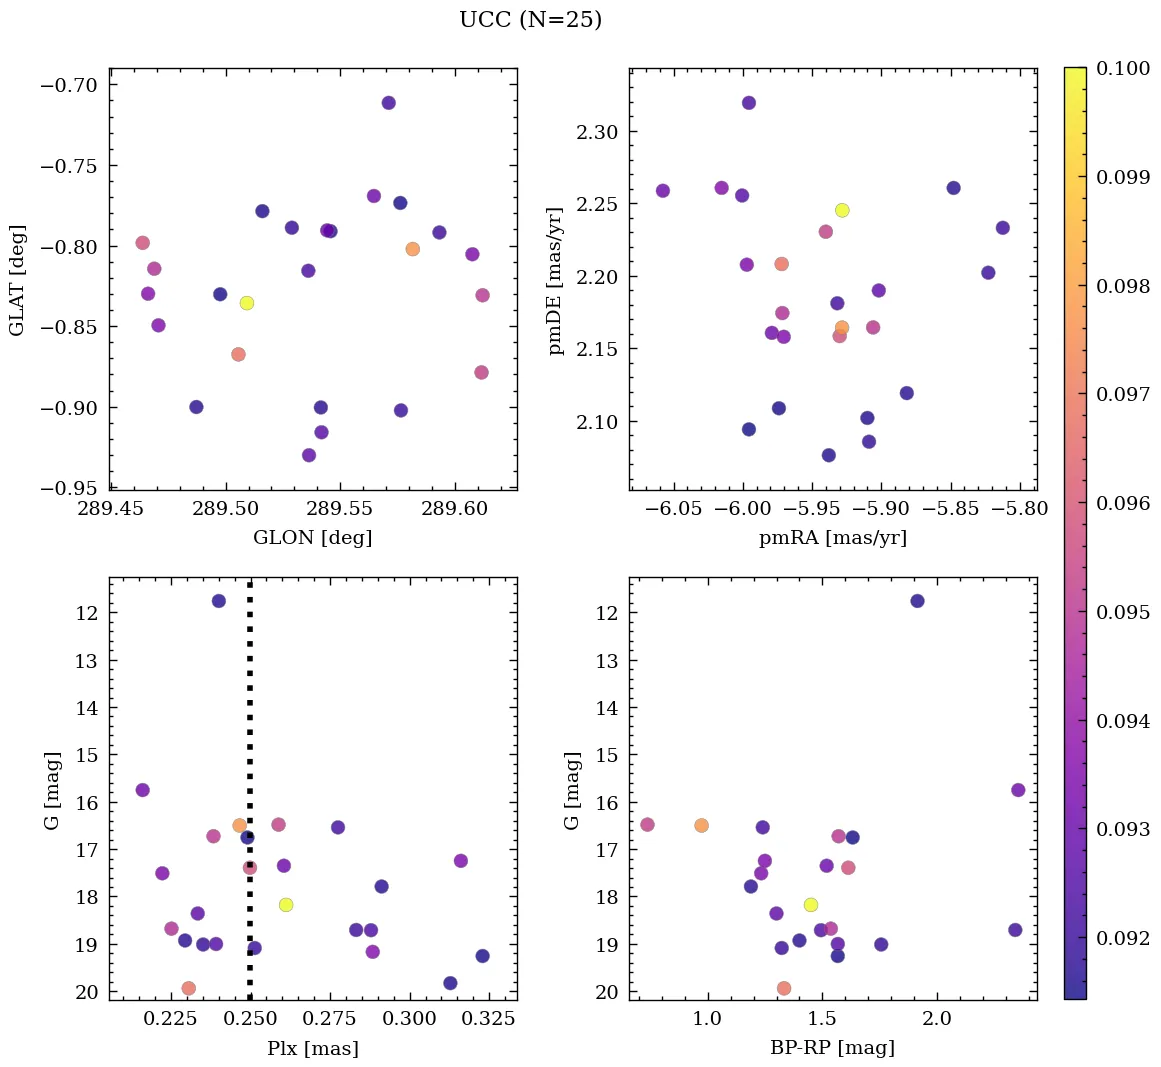 UCC (N=25)
−0.70
−0.75
−0.80
−0.85
−0.90
−0.95
GLAT [deg]
289.45 289.50 289.55 289.60
GLON [deg]
2.30
2.25
2.20
2.15
2.10
pmDE [mas/yr]
−6.05 −6.00 −5.95 −5.90 −5.85 −5.80
pmRA [mas/yr]
12
13
14
15
16
17
18
19
20
G [mag]
0.225 0.250 0.275 0.300 0.325
Plx [mas]
12
13
14
15
16
17
18
19
20
G [mag]
1.0 1.5 2.0
BP-RP [mag]
0.100
0.099
0.098
0.097
0.096
0.095
0.094
0.093
0.092